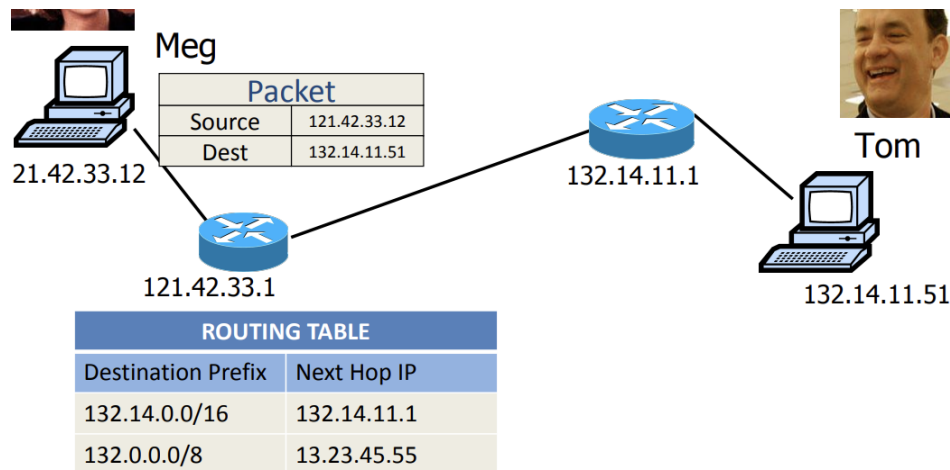 Meg
Packet
Source 121.42.33.12
Dest 132.14.11.51
21.42.33.12
132.14.11.1
Tom
121.42.33.1
132.14.11.51
ROUTING TABLE
Destination Prefix Next Hop IP
132.14.0.0/16 132.14.11.1
132.0.0.0/8 13.23.45.55